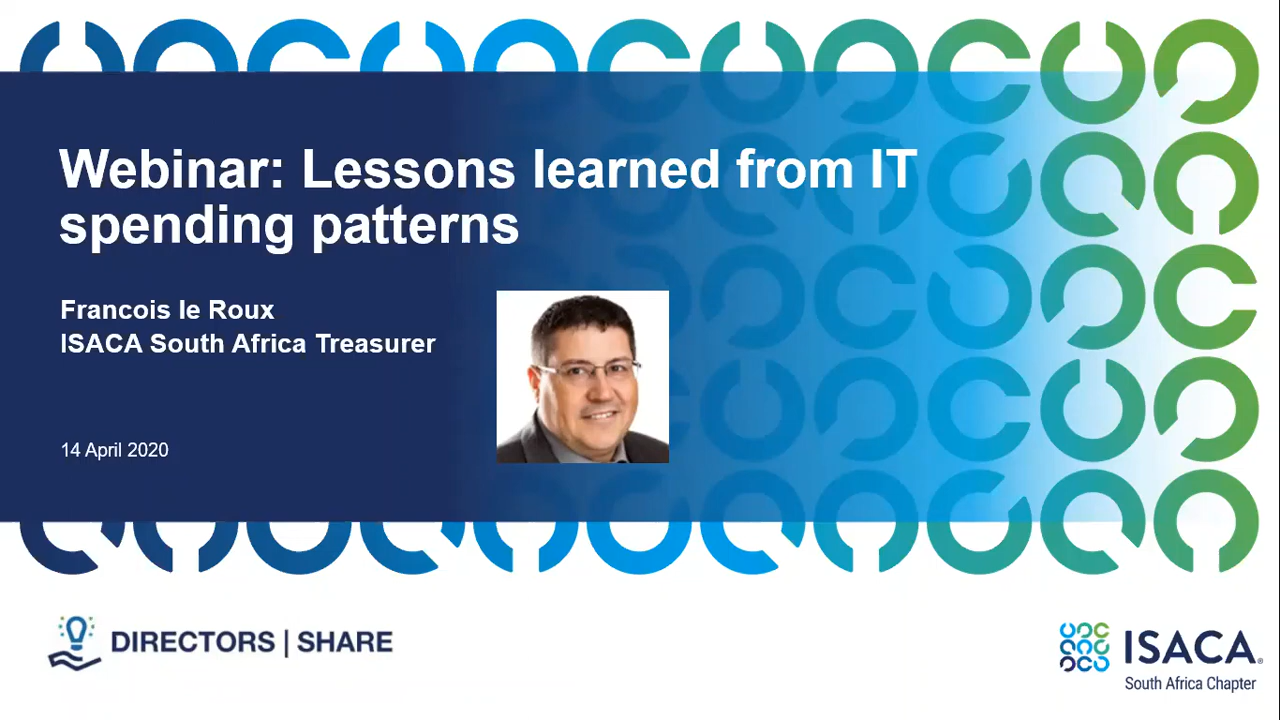 Webinar: Lessons learned from IT
spending patterns
Francois le Roux
ISACA South Africa Treasurer
14 April 2020
DIRECTORS | SHARE
ISACA®
South Africa Chapter